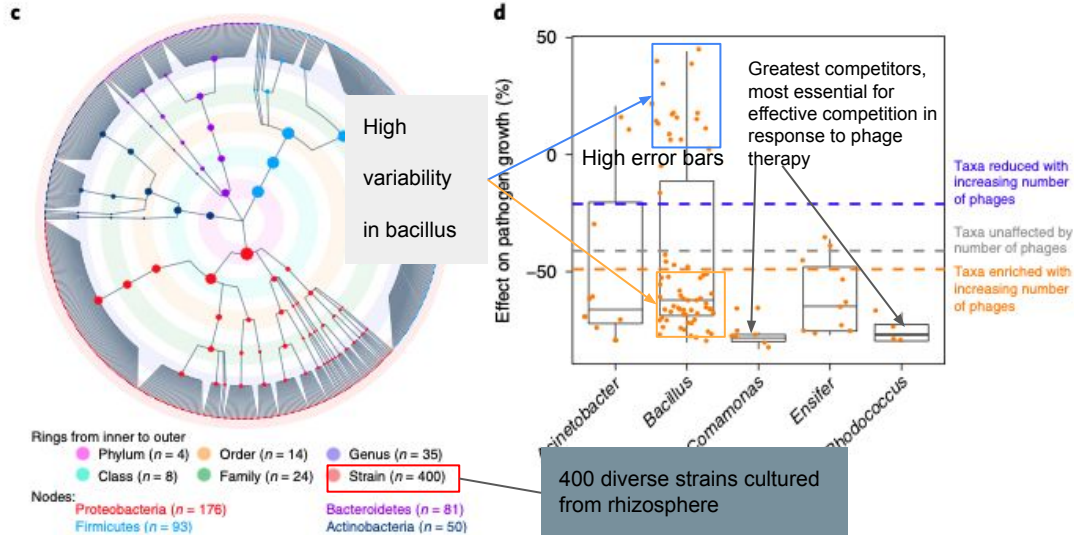 c
High
variability
in bacillus
Rings from inner to outer
Phylum (n = 4) Order (n = 14) Genus (n = 35)
Class (n = 8) Family (n = 24) Strain (n = 400)
Nodes:
Proteobacteria (n = 176) Bacteroidetes (n = 81)
Firmicutes (n = 93) Actinobacteria (n = 50)
d
Effect on pathogen growth (%)
50
0
−50
High error bars
Greatest competitors,
most essential for
effective competition in
response to phage
therapy
Taxa reduced with
increasing number
of phages
Taxa unaffected by
number of phages
Taxa enriched with
increasing number
of phages
cinetobacter
Bacillus
Comamonas
Ensifer
Rhodococcus
400 diverse strains cultured
from rhizosphere